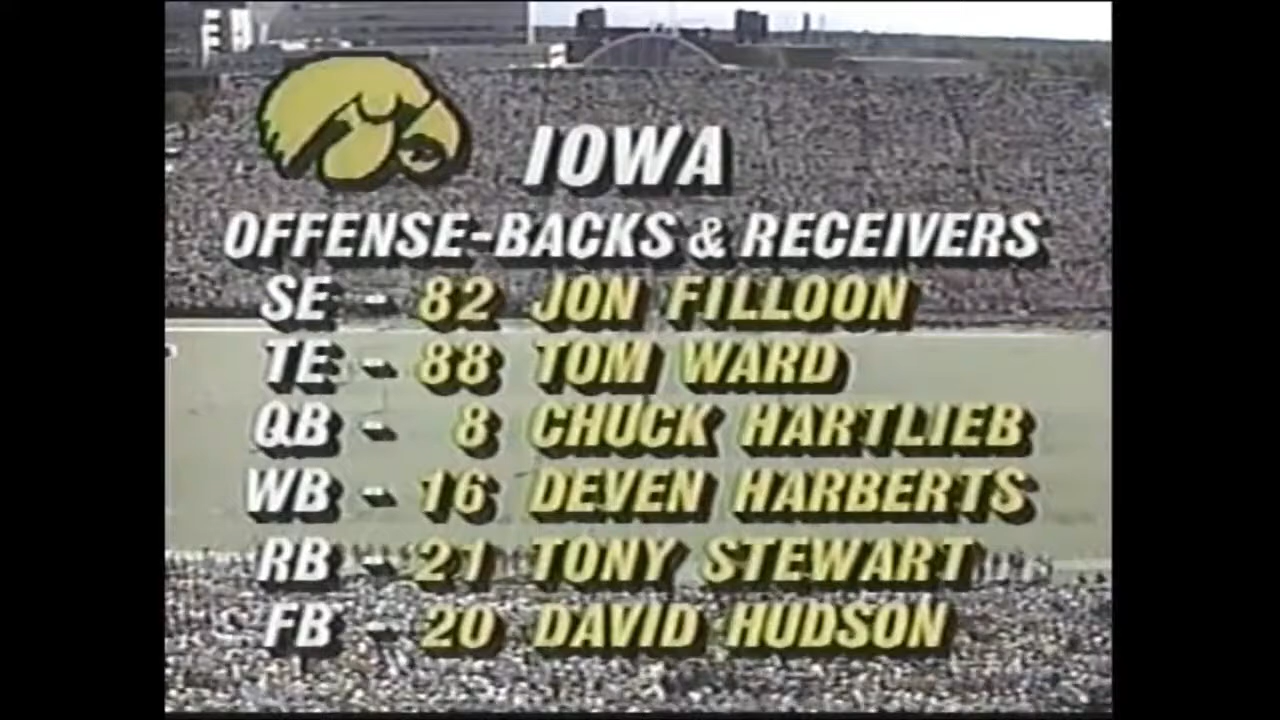 IOWA
OFFENSE-BACKS & RECEIVERS
SE - 82 JON FILLOON
TE - 88 TOM WARD
QB - 8 CHUCK HARTLIEB
WB - 16 DEVEN HARBERTS
RB - 21 TONY STEWART
FB - 20 DAVID HUDSON